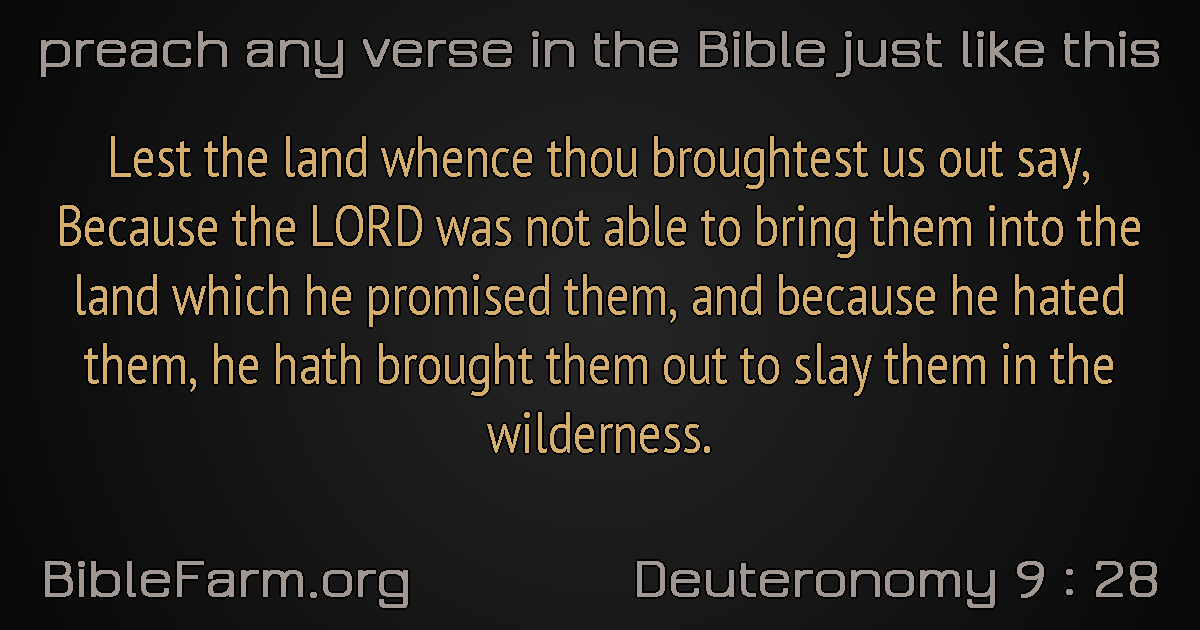 preach any verse in the Bible just like this
Lest the land whence thou broughtest us out say,
Because the LORD was not able to bring them into the
land which he promised them, and because he hated
them, he hath brought them out to slay them in the
wilderness.
BibleFarm.org
Deuteronomy 9 : 28